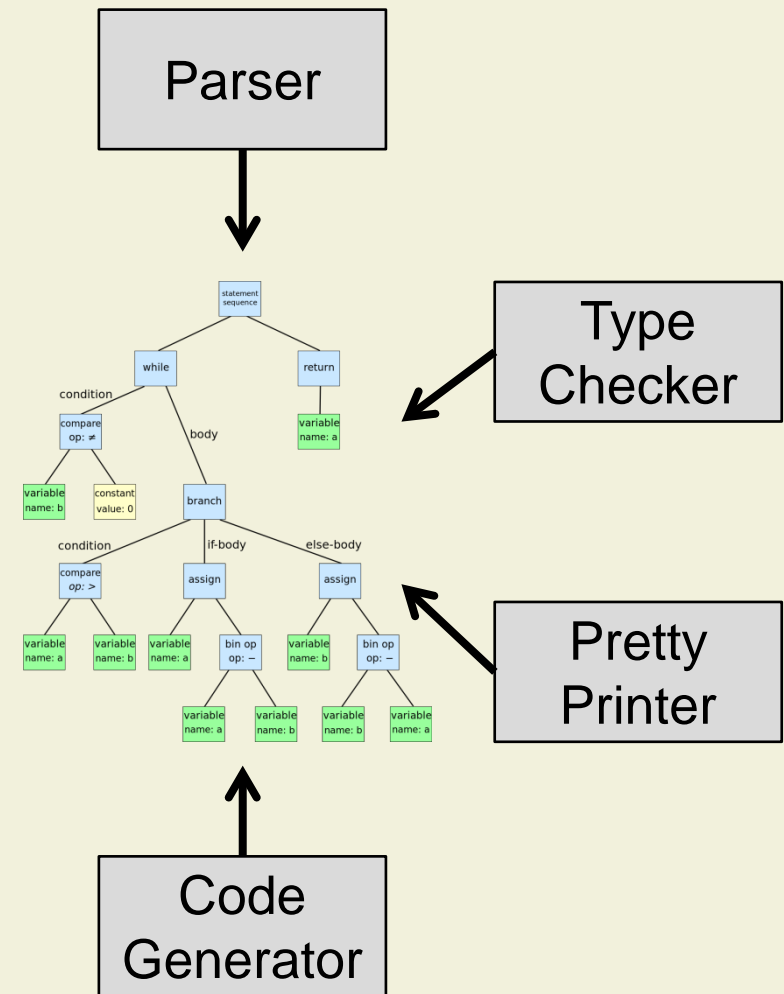 Parser
statement
sequence
while
return
condition
compare
op: ≠
body
variable
name: a
variable
name: b
constant
value: 0
branch
condition
if-body
else-body
compare
op: >
assign
assign
variable
name: a
variable
name: b
variable
name: a
bin op
op: −
variable
name: b
bin op
op: −
variable
name: a
variable
name: b
variable
name: b
variable
name: a
Type
Checker
Pretty
Printer
Code
Generator